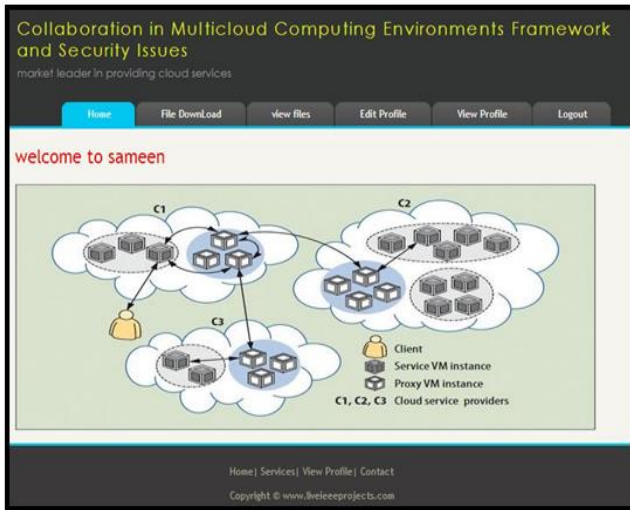 Collaboration in Multicloud Computing Environments Framework
and Security Issues
market leader in providing cloud services
Home
File DownLoad
view files
Edit Profile
View Profile
Logout
welcome to sameen
C1
C2
C3
Client
Service VM instance
Proxy VM instance
C1, C2, C3 Cloud service providers
Home| Services| View Profile| Contact
Copyright © www.liveieeeprojects.com